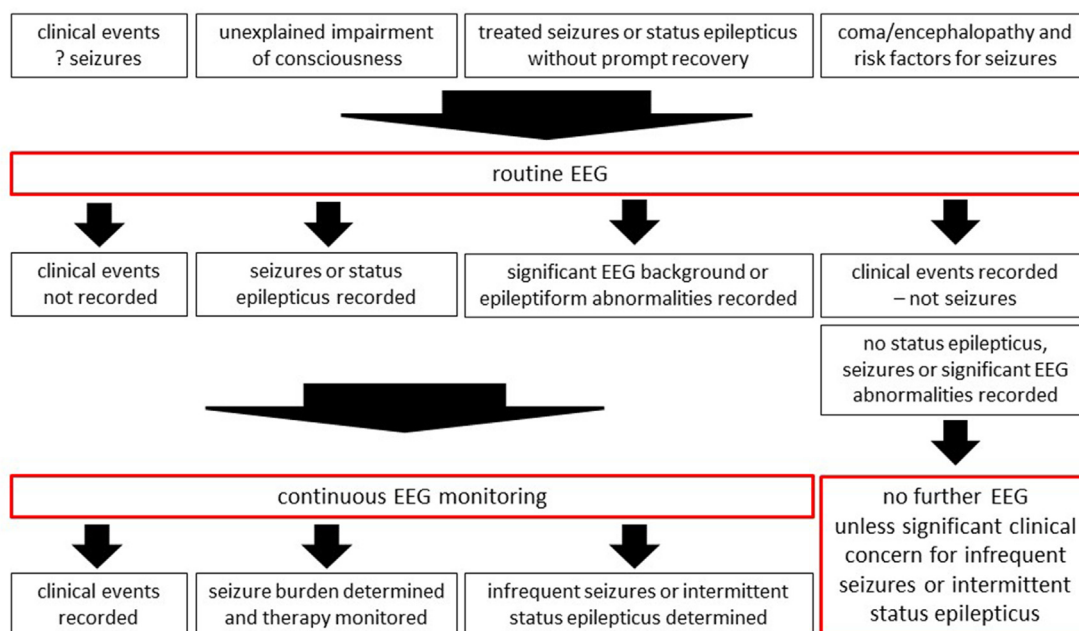 clinical events
? seizures
unexplained impairment
of consciousness
treated seizures or status epilepticus
without prompt recovery
coma/encephalopathy and
risk factors for seizures
routine EEG
clinical events
not recorded
seizures or status
epilepticus recorded
significant EEG background or
epileptiform abnormalities recorded
clinical events recorded
– not seizures
no status epilepticus,
seizures or significant EEG
abnormalities recorded
continuous EEG monitoring
no further EEG
unless significant clinical
concern for infrequent
seizures or intermittent
status epilepticus
clinical events
recorded
seizure burden determined
and therapy monitored
infrequent seizures or intermittent
status epilepticus determined